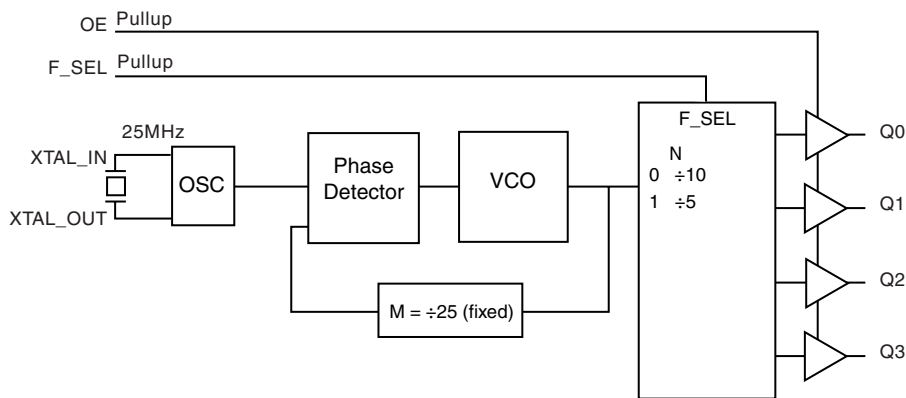 OE Pullup
F_SEL Pullup
25MHz
XTAL_IN
XTAL_OUT
OSC
Phase
Detector
VCO
M = ÷25 (fixed)
F_SEL
N
0 ÷10
1 ÷5
Q0
Q1
Q2
Q3